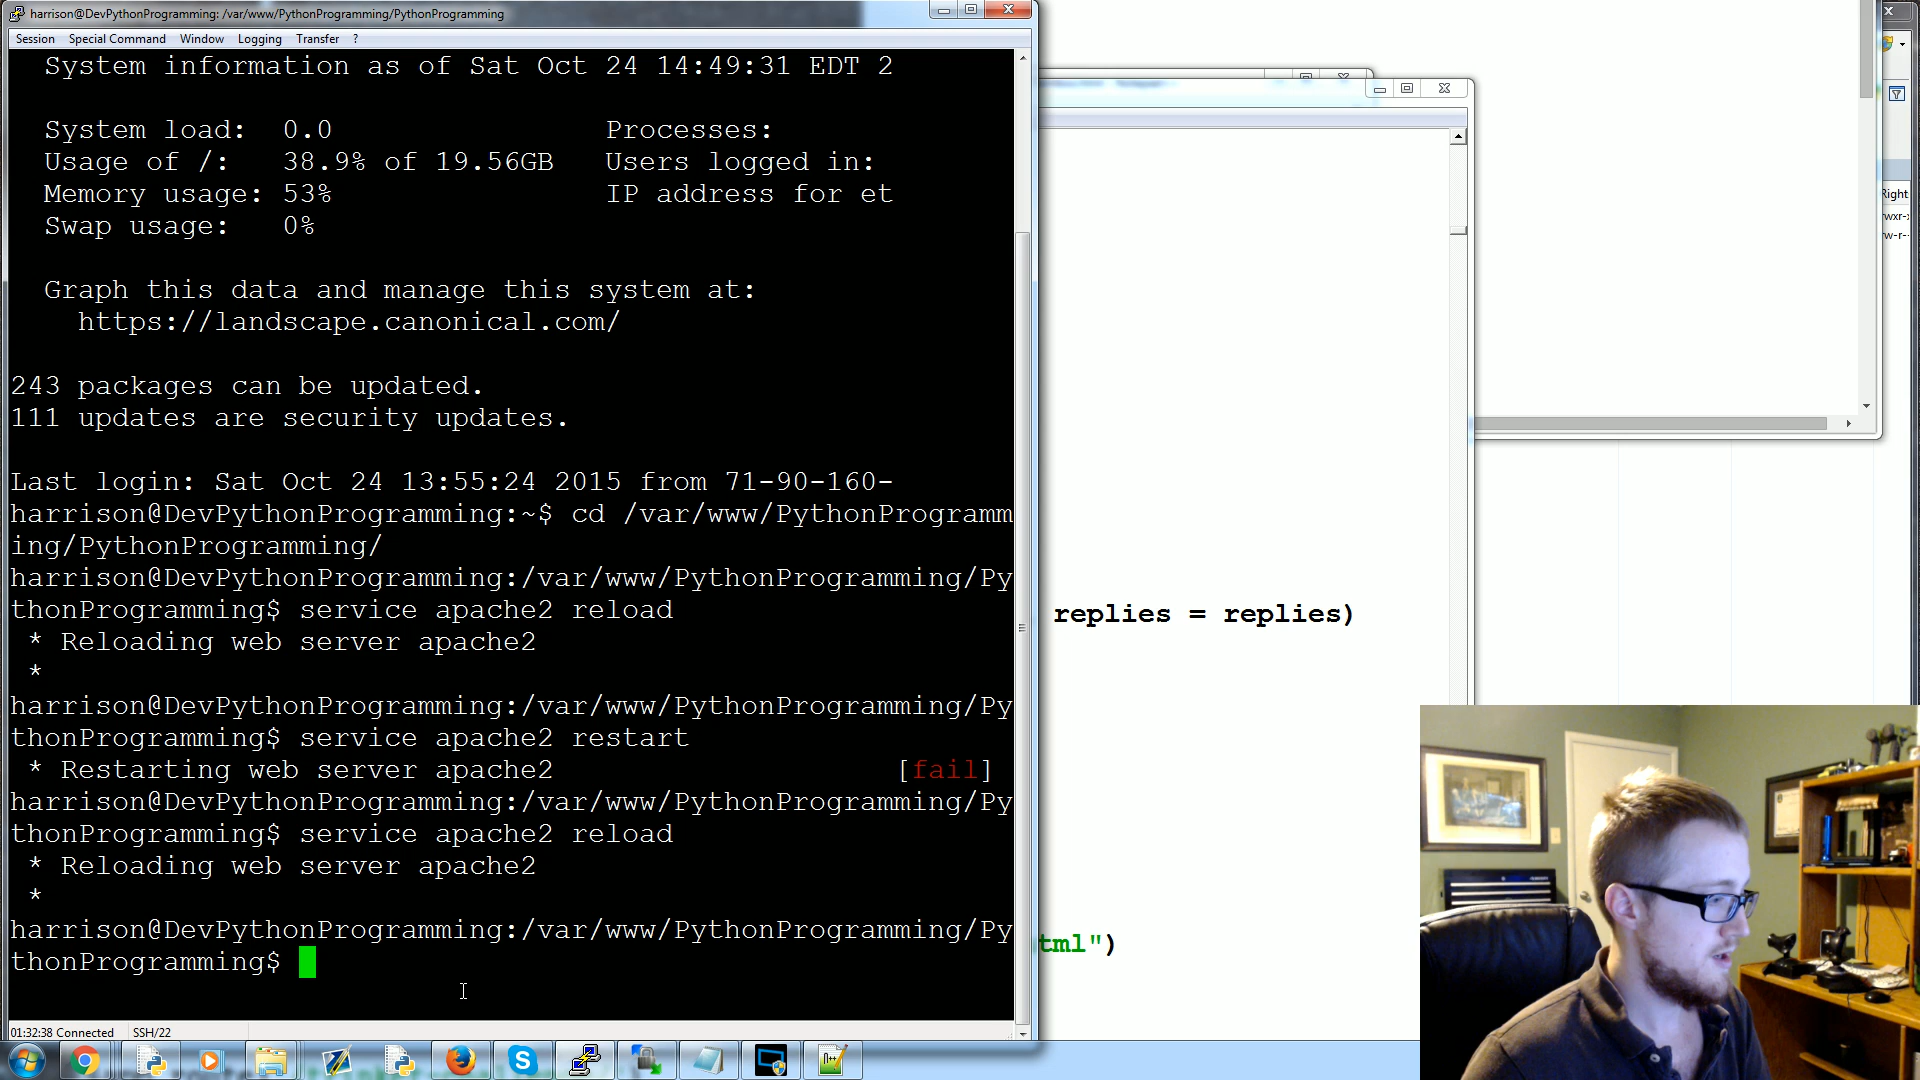 harrison@DevPythonProgramming: /var/www/PythonProgramming/PythonProgramming
Session Special Command Window Logging Transfer ?
System information as of Sat Oct 24 14:49:31 EDT 2
System load: 0.0 Processes:
Usage of /: 38.9% of 19.56GB Users logged in:
Memory usage: 53% IP address for et
Swap usage: 0%
Graph this data and manage this system at:
https://landscape.canonical.com/
243 packages can be updated.
111 updates are security updates.
Last login: Sat Oct 24 13:55:24 2015 from 71-90-160-
harrison@DevPythonProgramming:~$ cd /var/www/PythonProgramm
ing/PythonProgramming/
harrison@DevPythonProgramming:/var/www/PythonProgramming/Py
thonProgramming$ service apache2 reload
* Reloading web server apache2
*
harrison@DevPythonProgramming:/var/www/PythonProgramming/Py
thonProgramming$ service apache2 restart
* Restarting web server apache2 [fail]
harrison@DevPythonProgramming:/var/www/PythonProgramming/Py
thonProgramming$ service apache2 reload
* Reloading web server apache2
*
harrison@DevPythonProgramming:/var/www/PythonProgramming/Py
thonProgramming$
01:32:38 Connected SSH/22
replies = replies)
tml")
Right
rwxr-x
rw-r--